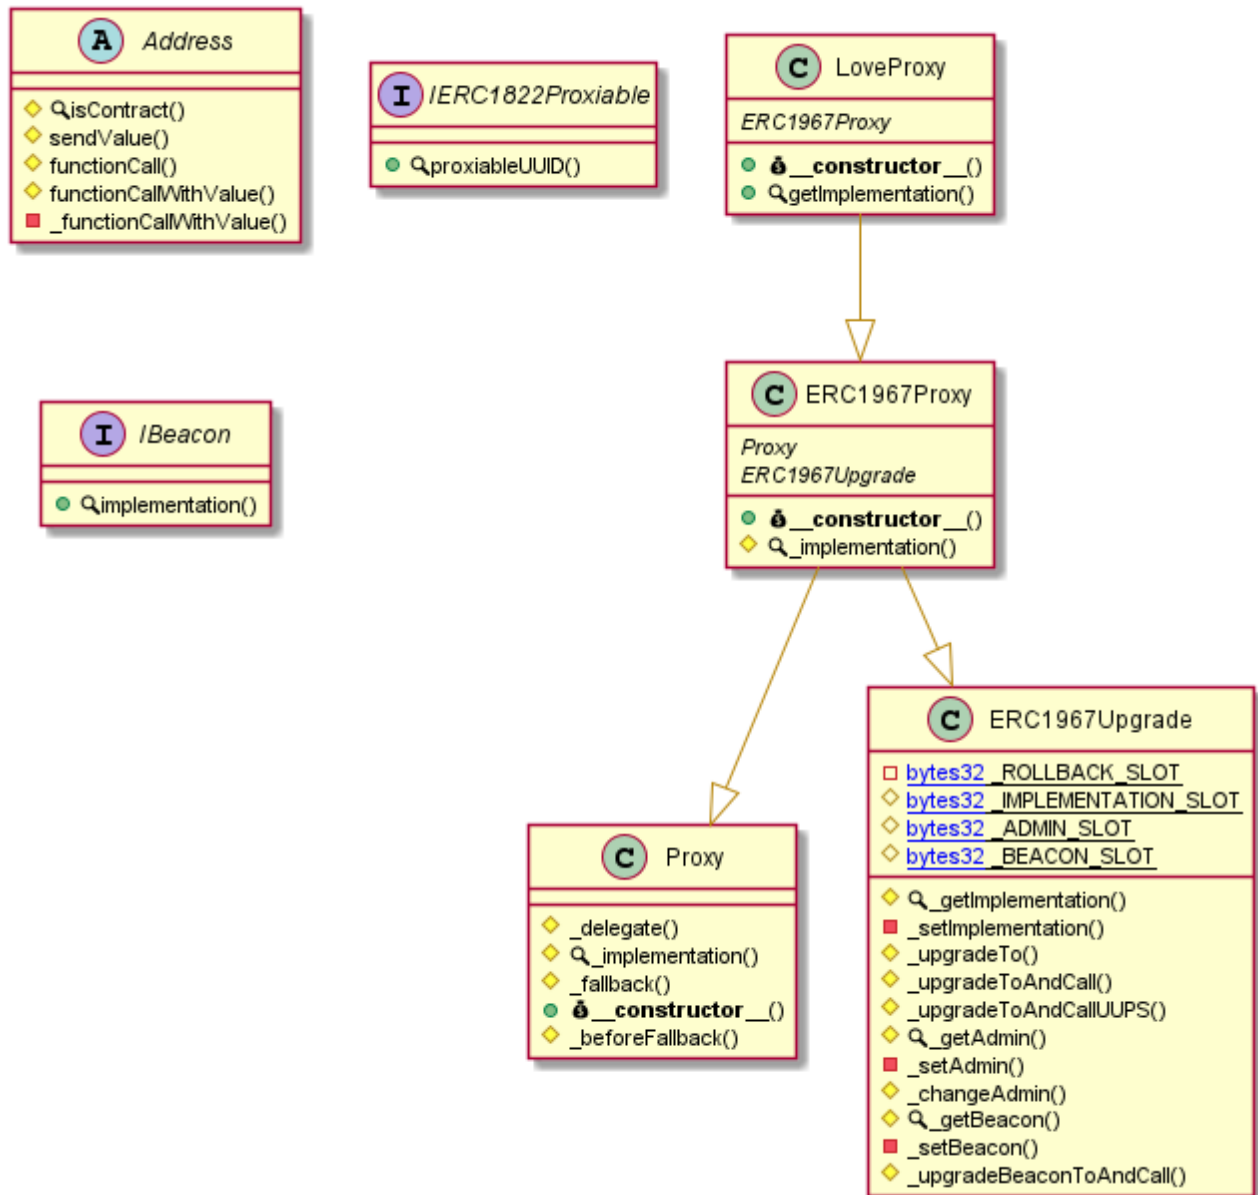 A Address
isContract()
sendValue()
functionCall()
functionCallWithValue()
_functionCallWithValue()
I IERC1822Proxiable
proxiableUUID()
C LoveProxy
ERC1967Proxy
__constructor__()
getImplementation()
I IBeacon
implementation()
C ERC1967Proxy
Proxy
ERC1967Upgrade
__constructor__()
_implementation()
C Proxy
_delegate()
_implementation()
_fallback()
__constructor__()
_beforeFallback()
C ERC1967Upgrade
bytes32 _ROLLBACK_SLOT
bytes32 _IMPLEMENTATION_SLOT
bytes32 _ADMIN_SLOT
bytes32 _BEACON_SLOT
_getImplementation()
_setImplementation()
_upgradeTo()
_upgradeToAndCall()
_upgradeToAndCallUUPS()
_getAdmin()
_setAdmin()
_changeAdmin()
_getBeacon()
_setBeacon()
_upgradeBeaconToAndCall()